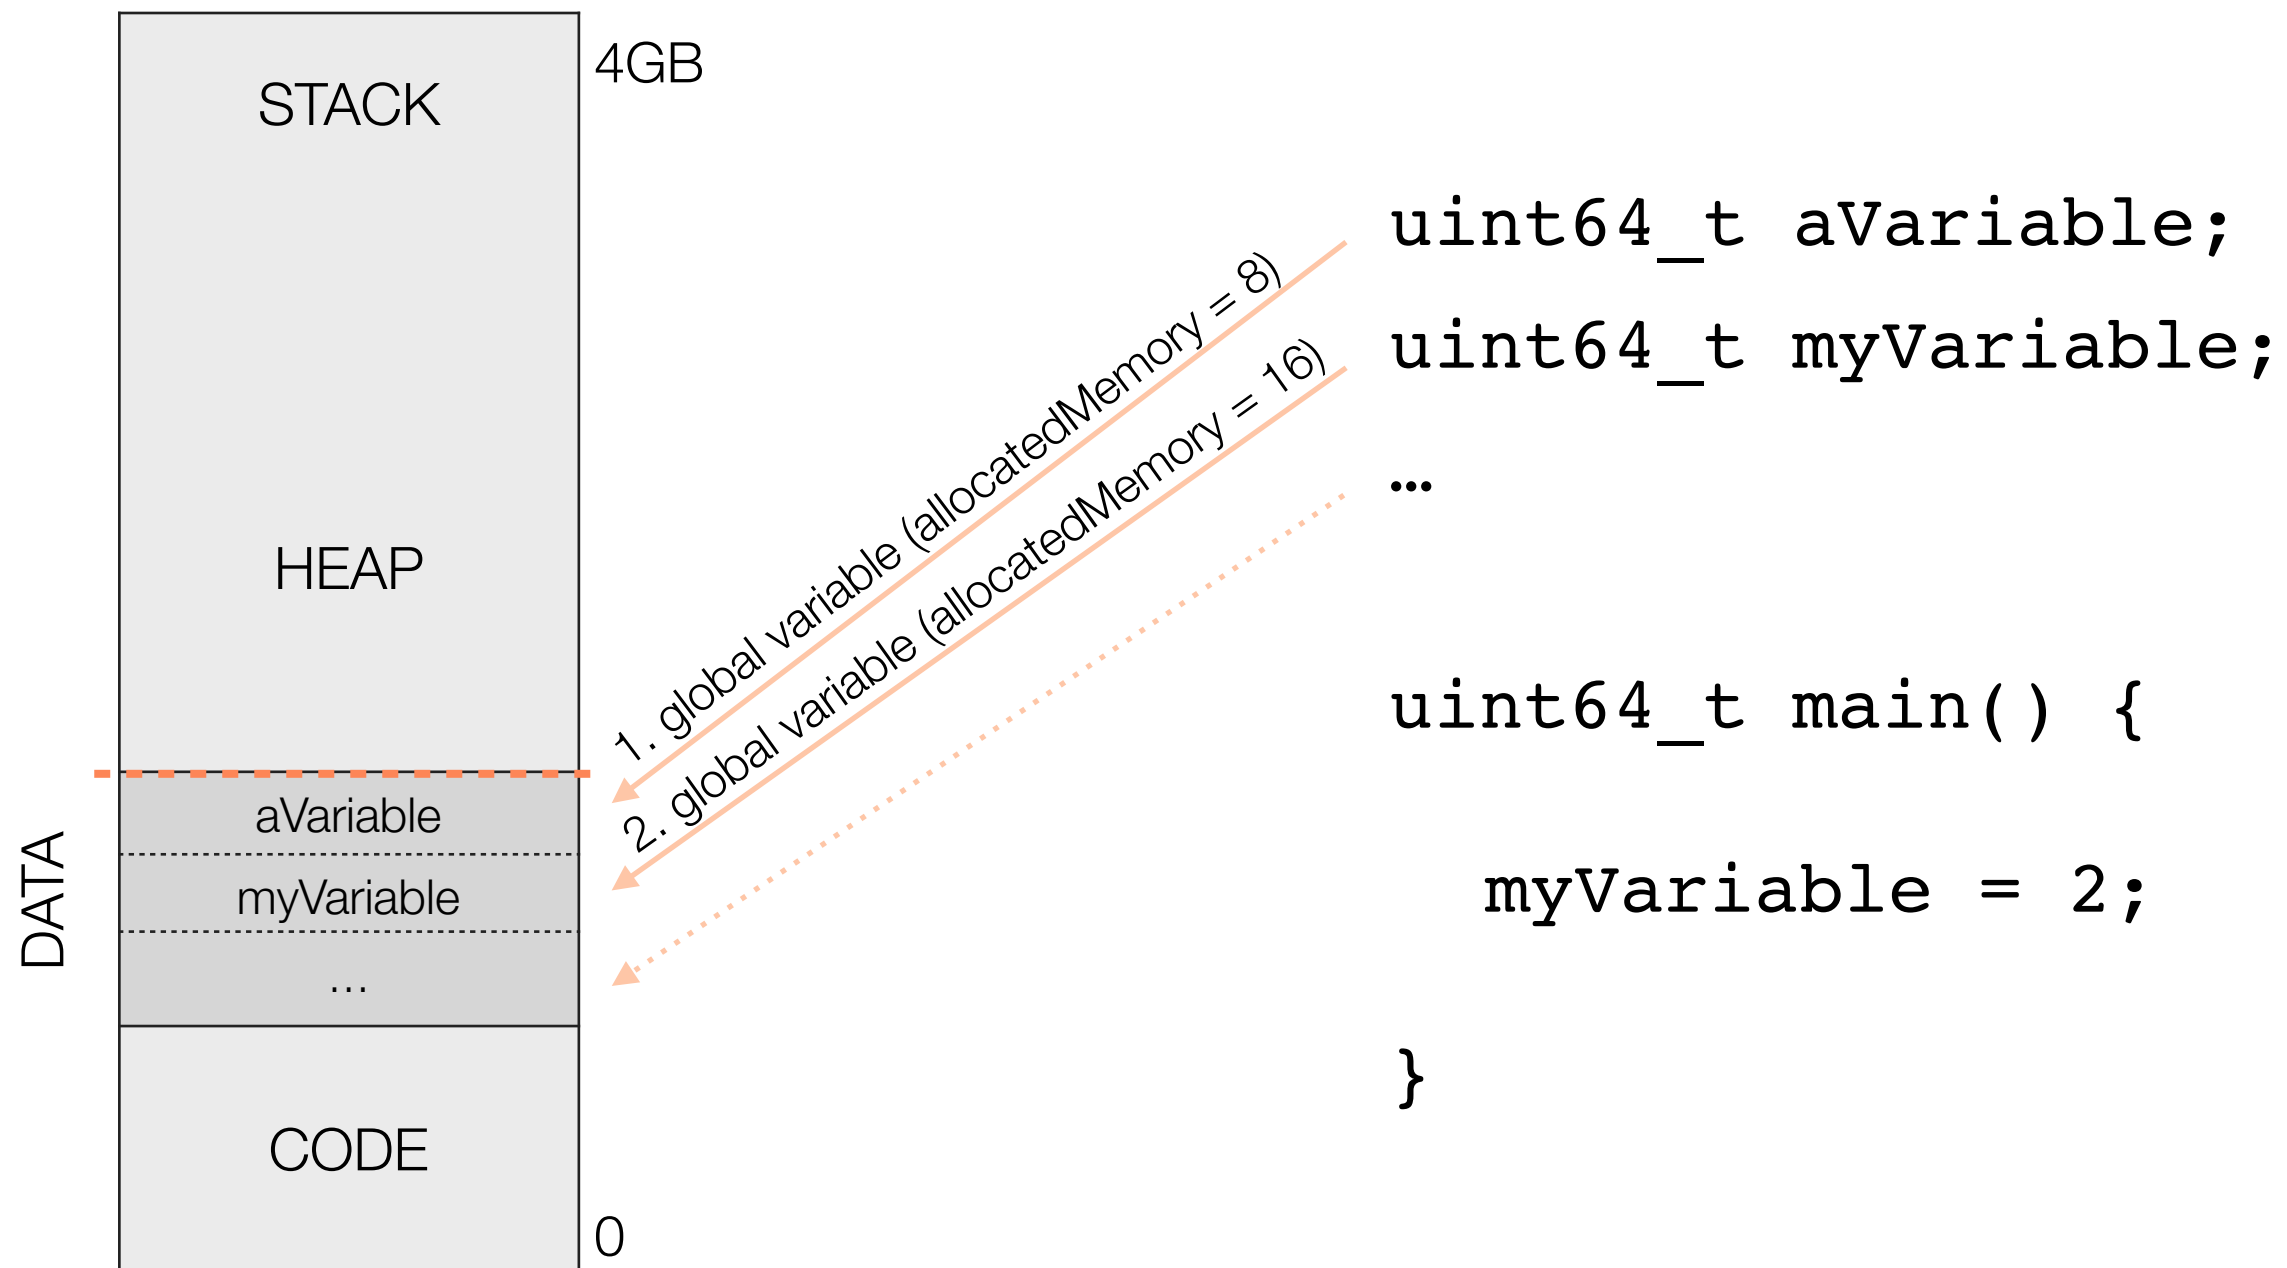 4GB
STACK
HEAP
DATA
aVariable
myVariable
…
CODE
0
1. global variable (allocatedMemory = 8)
2. global variable (allocatedMemory = 16)
uint64_t aVariable;
uint64_t myVariable;
…
uint64_t main() {
myVariable = 2;
}